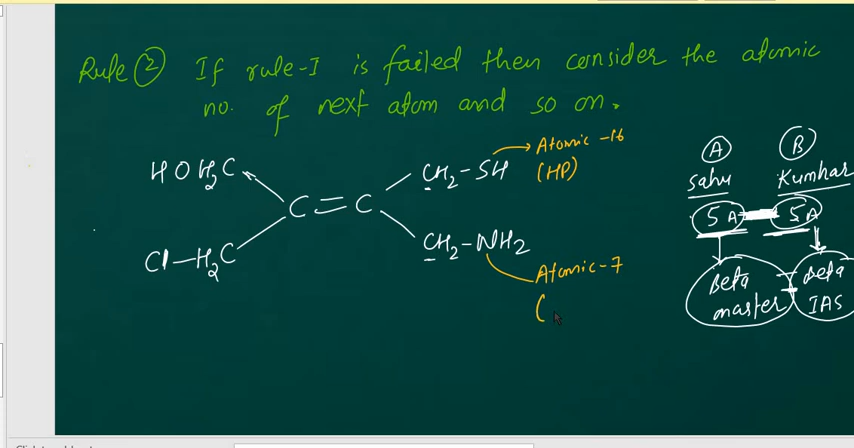 Rule ② If rule-I is failed then consider the atomic
no. of next atom and so on.
HOH₂C
C=C
CH₂-SH
Atomic -16
(HP)
Cl-H₂C
CH₂-NH₂
Atomic-7
(
Ⓐ Ⓑ
Sahu Kumhar
5A 5A
Beta master
Beta IAS